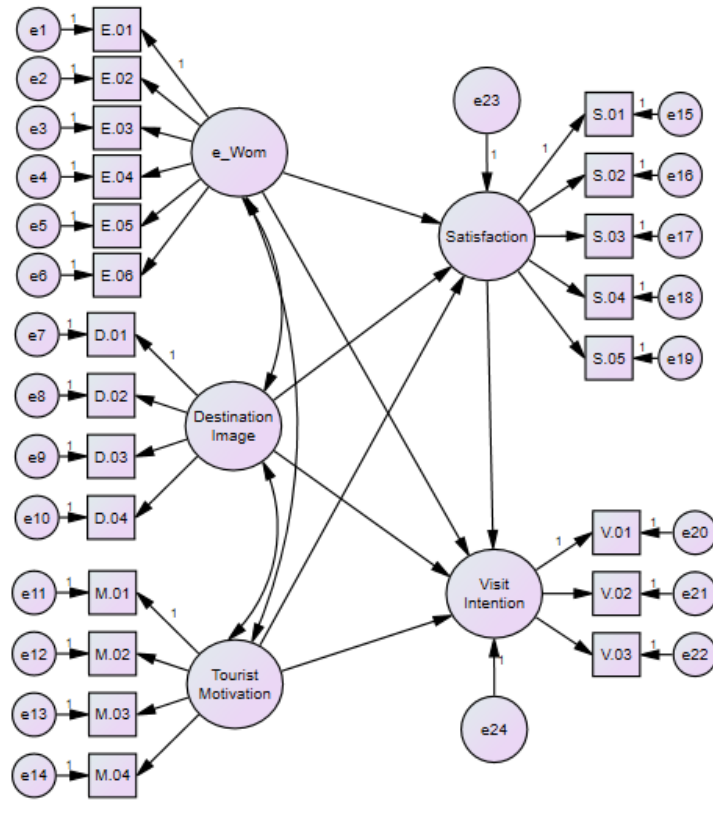 e1 1 E.01
1
e2 1 E.02
e3 1 E.03
e4 1 E.04
e5 1 E.05
e6 1 E.06
e_Wom
e7 1 D.01
1
e8 1 D.02
e9 1 D.03
e10 1 D.04
Destination
Image
e11 1 M.01
1
e12 1 M.02
e13 1 M.03
e14 1 M.04
Tourist
Motivation
e23
1
Satisfaction
1
S.01 1 e15
S.02 1 e16
S.03 1 e17
S.04 1 e18
S.05 1 e19
Visit
Intention
1
V.01 1 e20
V.02 1 e21
V.03 1 e22
1
e24